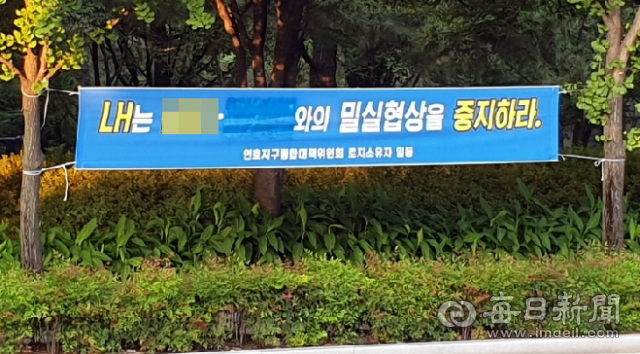 LH는 와의 밀실협상을 중지하라.
연호지구통합대책위원회 토지소유자 일동
每日新聞
www.imaeil.com